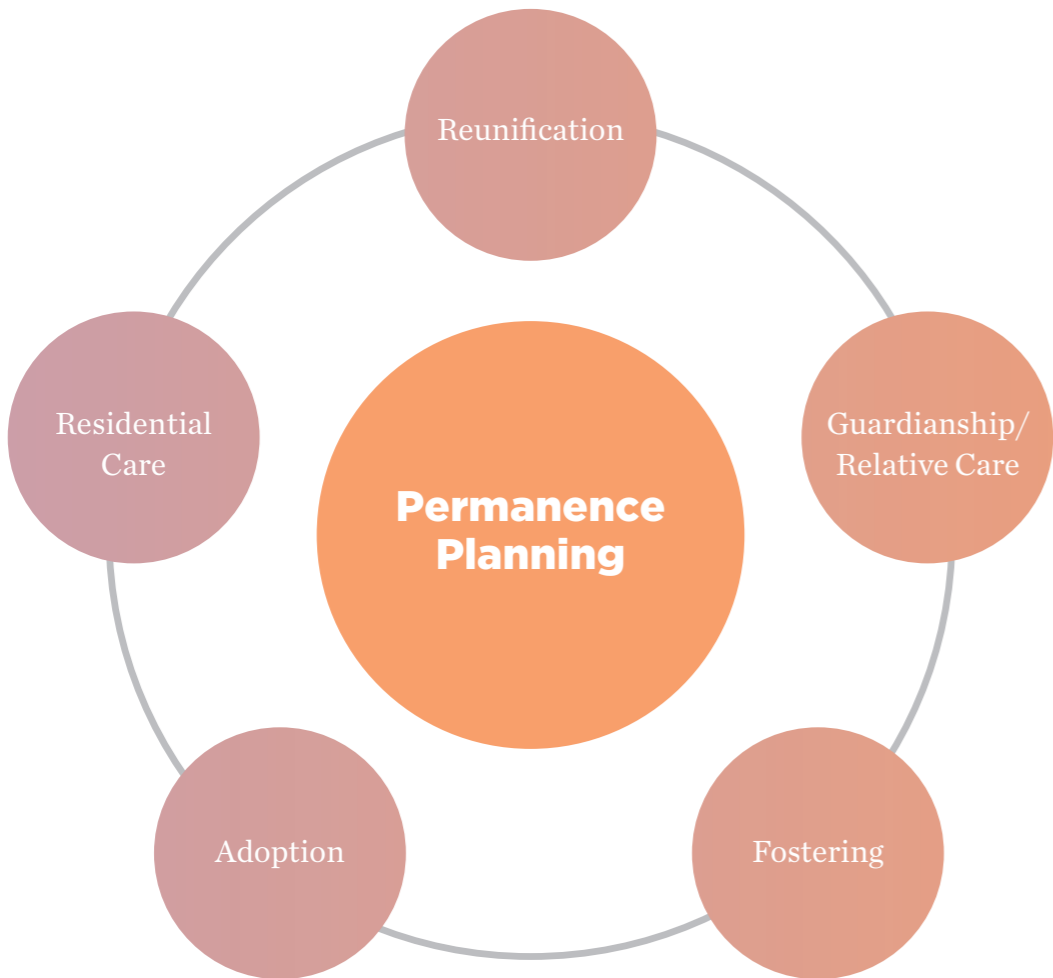 Reunification
Residential
Care
Guardianship/
Relative Care
Permanence
Planning
Adoption
Fostering